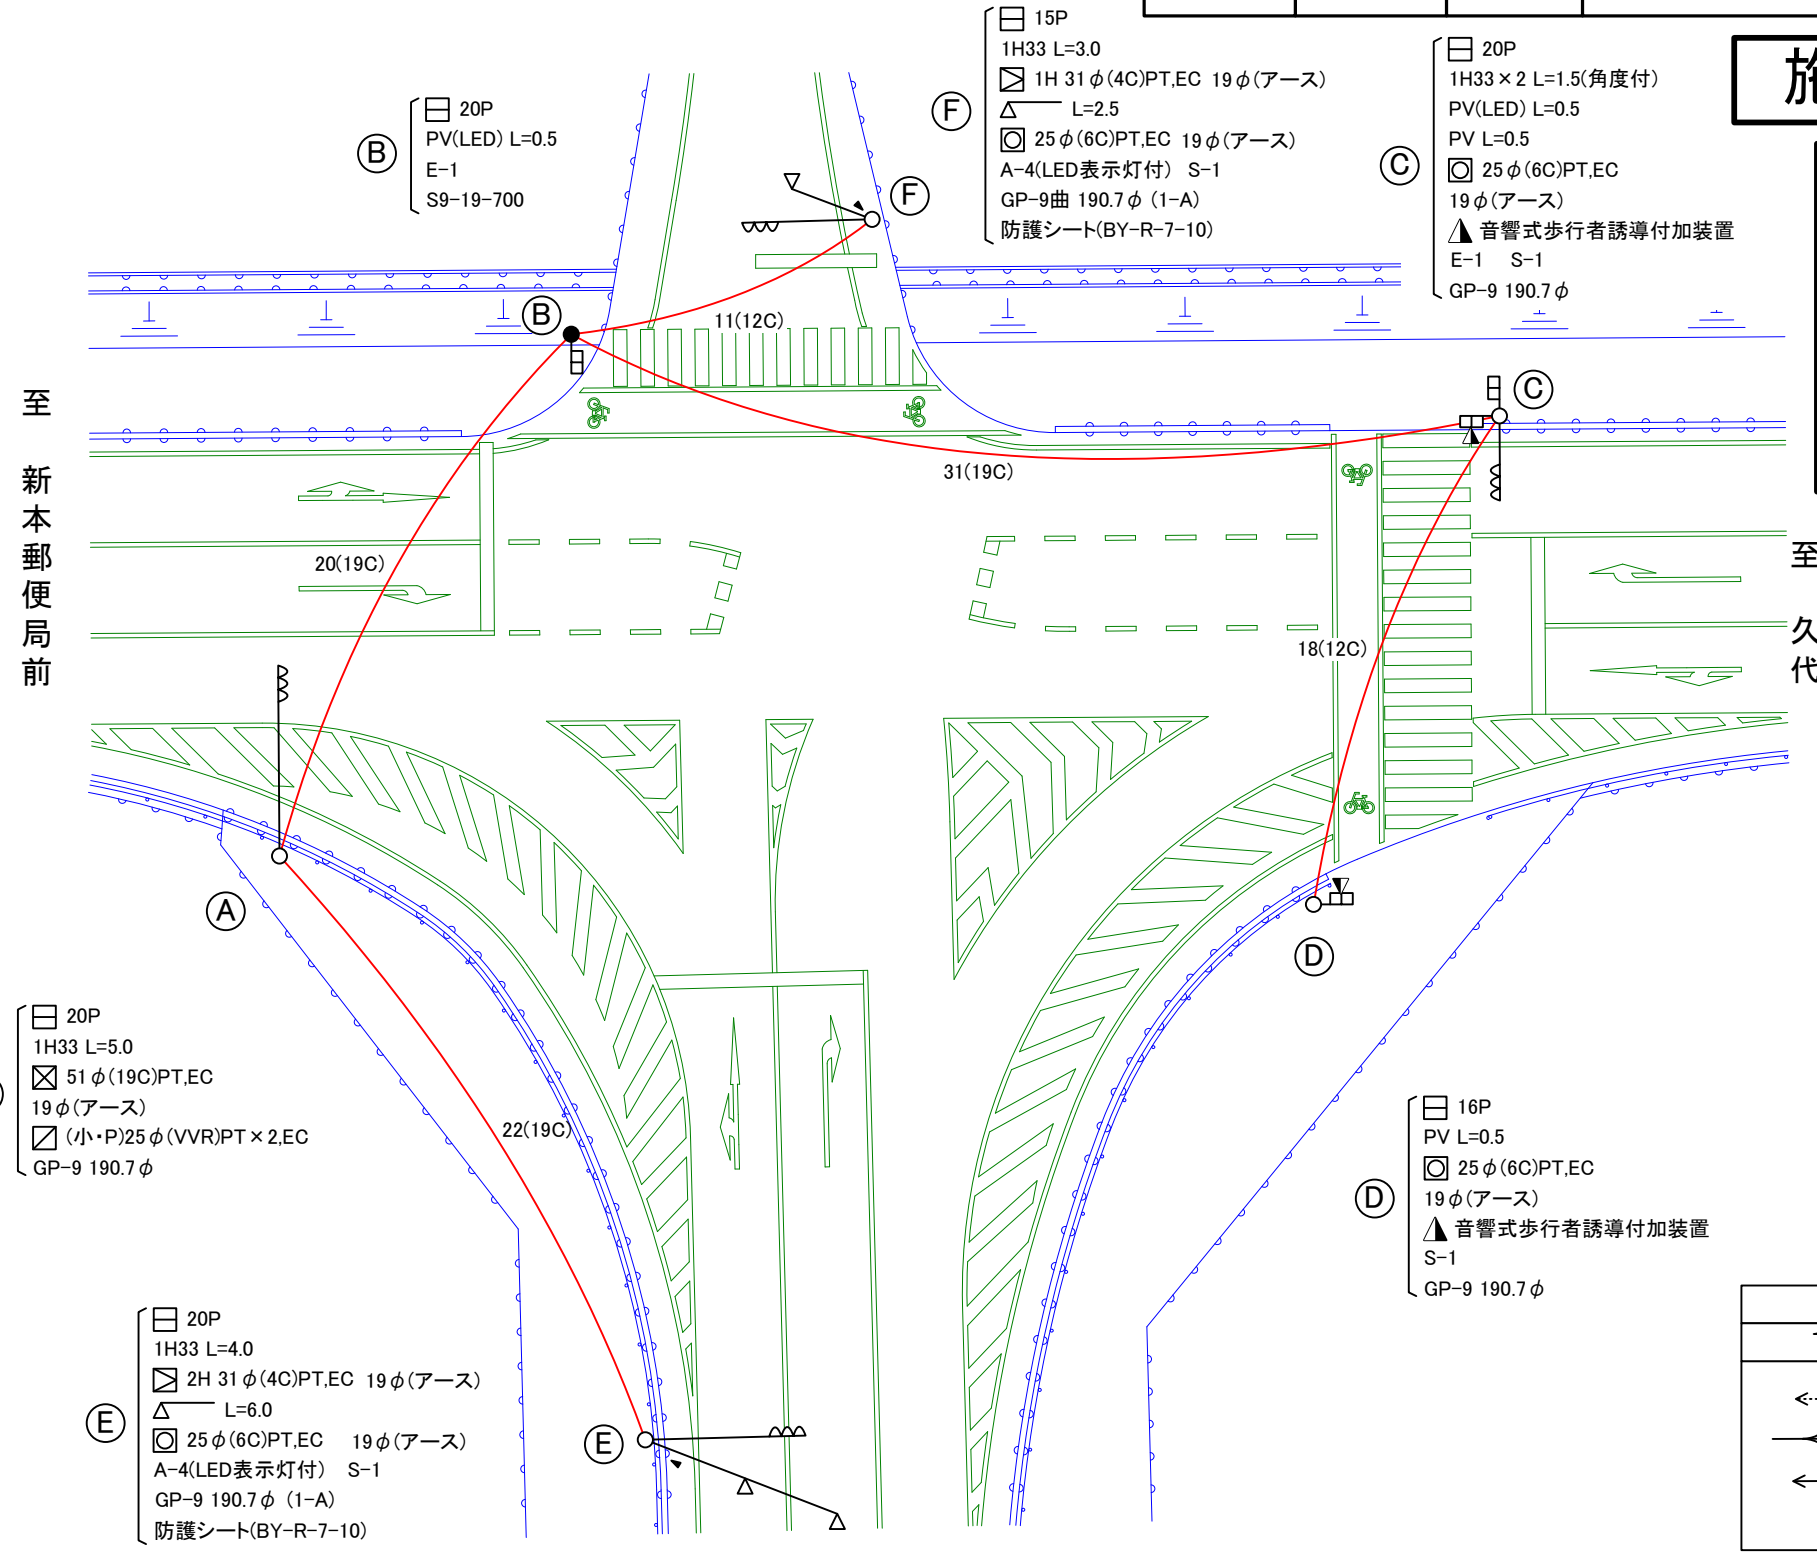 B
20P
PV(LED) L=0.5
E-1
S9-19-700
F
15P
1H33 L=3.0
1H 31φ(4C)PT,EC 19φ(アース)
L=2.5
25φ(6C)PT,EC 19φ(アース)
A-4(LED表示灯付) S-1
GP-9曲 190.7φ (1-A)
防護シート(BY-R-7-10)
C
20P
1H33×2 L=1.5(角度付)
PV(LED) L=0.5
PV L=0.5
25φ(6C)PT,EC
19φ(アース)
音響式歩行者誘導付加装置
E-1 S-1
GP-9 190.7φ
F
B
11(12C)
C
31(19C)
20(19C)
18(12C)
至 新本郵便局前
至 久代
A
D
22(19C)
E
20P
1H33 L=5.0
51φ(19C)PT,EC
19φ(アース)
(小・P)25φ(VVR)PT×2,EC
GP-9 190.7φ
D
16P
PV L=0.5
25φ(6C)PT,EC
19φ(アース)
音響式歩行者誘導付加装置
S-1
GP-9 190.7φ
E
20P
1H33 L=4.0
2H 31φ(4C)PT,EC 19φ(アース)
L=6.0
25φ(6C)PT,EC 19φ(アース)
A-4(LED表示灯付) S-1
GP-9 190.7φ (1-A)
防護シート(BY-R-7-10)